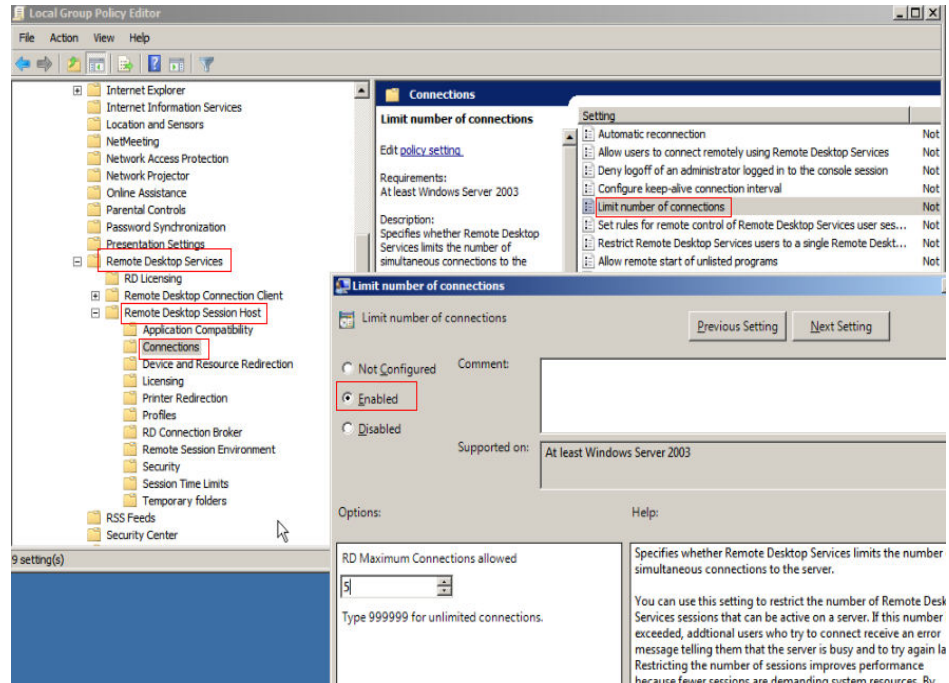 Local Group Policy Editor
File Action View Help
Internet Explorer
Internet Information Services
Location and Sensors
NetMeeting
Network Access Protection
Network Projector
Online Assistance
Parental Controls
Password Synchronization
Presentation Settings
Remote Desktop Services
RD Licensing
Remote Desktop Connection Client
Remote Desktop Session Host
Application Compatibility
Connections
Device and Resource Redirection
Licensing
Printer Redirection
Profiles
RD Connection Broker
Remote Session Environment
Security
Session Time Limits
Temporary folders
RSS Feeds
Security Center
9 setting(s)
Connections
Limit number of connections
Edit policy setting
Requirements:
At least Windows Server 2003
Description:
Specifies whether Remote Desktop
Services limits the number of
simultaneous connections to the
Setting
Automatic reconnection Not
Allow users to connect remotely using Remote Desktop Services Not
Deny logoff of an administrator logged in to the console session Not
Configure keep-alive connection interval Not
Limit number of connections Not
Set rules for remote control of Remote Desktop Services user ses... Not
Restrict Remote Desktop Services users to a single Remote Deskt... Not
Allow remote start of unlisted programs Not
Limit number of connections
Limit number of connections
Previous Setting Next Setting
Not Configured Comment:
Enabled
Disabled
Supported on: At least Windows Server 2003
Options: Help:
RD Maximum Connections allowed
5
Type 999999 for unlimited connections.
Specifies whether Remote Desktop Services limits the number
simultaneous connections to the server.
You can use this setting to restrict the number of Remote Desk
Services sessions that can be active on a server. If this number
exceeded, addtional users who try to connect receive an error
message telling them that the server is busy and to try again la
Restricting the number of sessions improves performance
because fewer sessions are demanding system resources. By